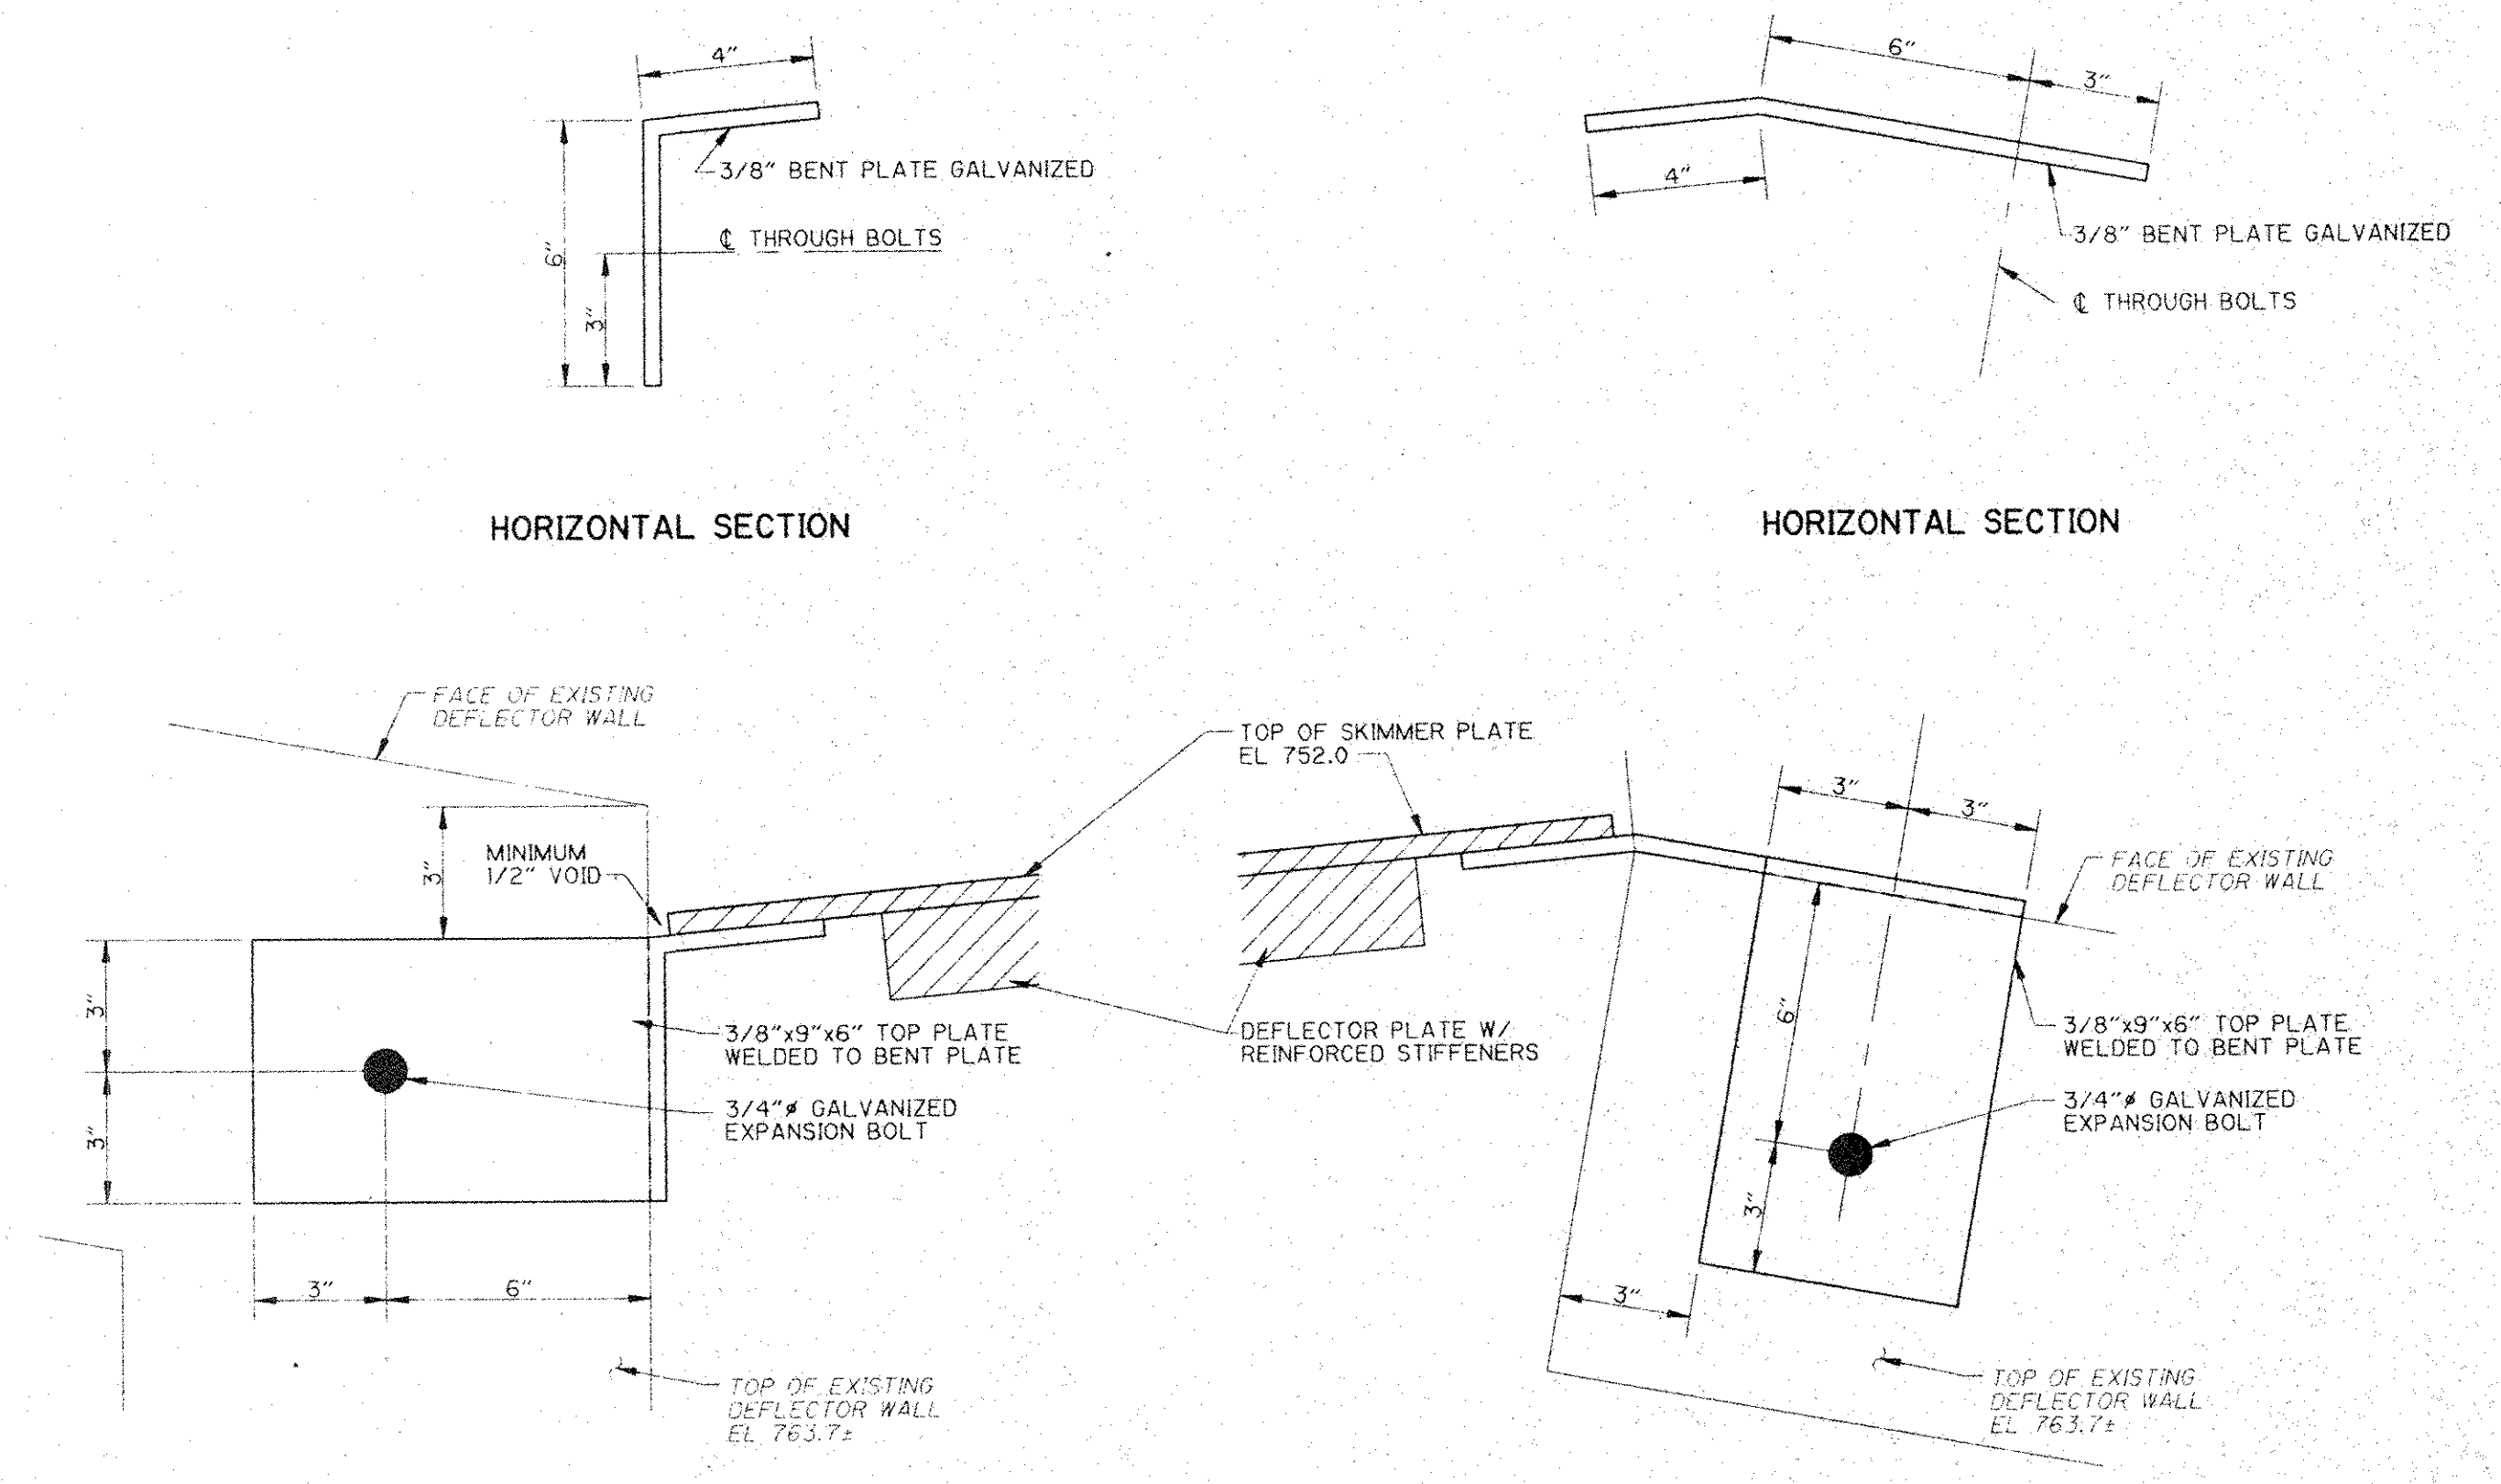 4"
6"
3"
3/8" BENT PLATE GALVANIZED
4"
3/8" BENT PLATE GALVANIZED
℄ THROUGH BOLTS
6"
3"
℄ THROUGH BOLTS
HORIZONTAL SECTION
HORIZONTAL SECTION
FACE OF EXISTING
DEFLECTOR WALL
TOP OF SKIMMER PLATE
EL 752.0
3"
3"
MINIMUM
1/2" VOID
3"
FACE OF EXISTING
DEFLECTOR WALL
3"
3/8"x9"x6" TOP PLATE
WELDED TO BENT PLATE
DEFLECTOR PLATE W/
REINFORCED STIFFENERS
6"
3/8"x9"x6" TOP PLATE
WELDED TO BENT PLATE
3"
3/4"ø GALVANIZED
EXPANSION BOLT
3/4"ø GALVANIZED
EXPANSION BOLT
3"
3"
6"
3"
TOP OF EXISTING
DEFLECTOR WALL
EL 763.7±
TOP OF EXISTING
DEFLECTOR WALL
EL 763.7±